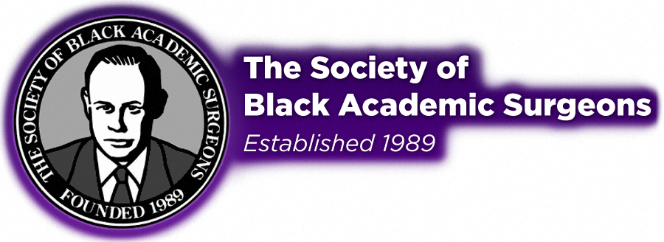 THE SOCIETY OF BLACK ACADEMIC SURGEONS
FOUNDED 1989
The Society of
Black Academic Surgeons
Established 1989